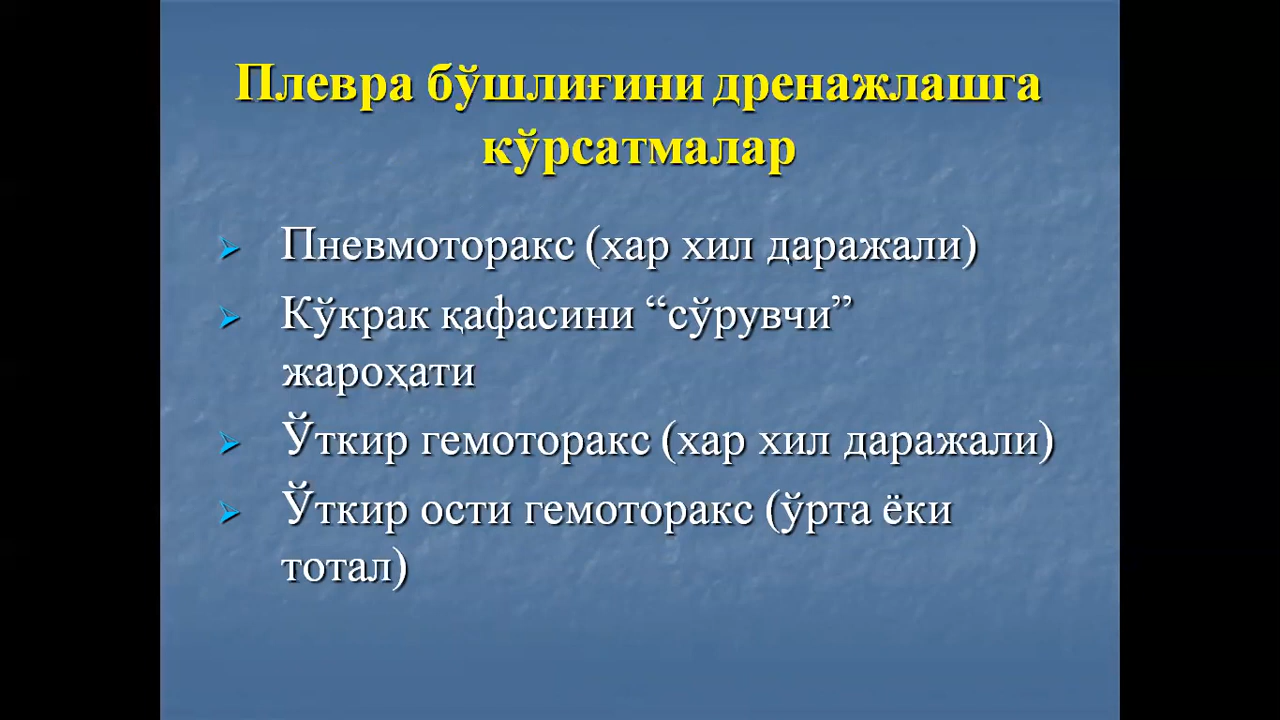 Плевра бўшлиғини дренажлашга
кўрсатмалар
Пневмоторакс (хар хил даражали)
Кўкрак қафасини “сўрувчи”
жароҳати
Ўткир гемоторакс (хар хил даражали)
Ўткир ости гемоторакс (ўрта ёки
тотал)